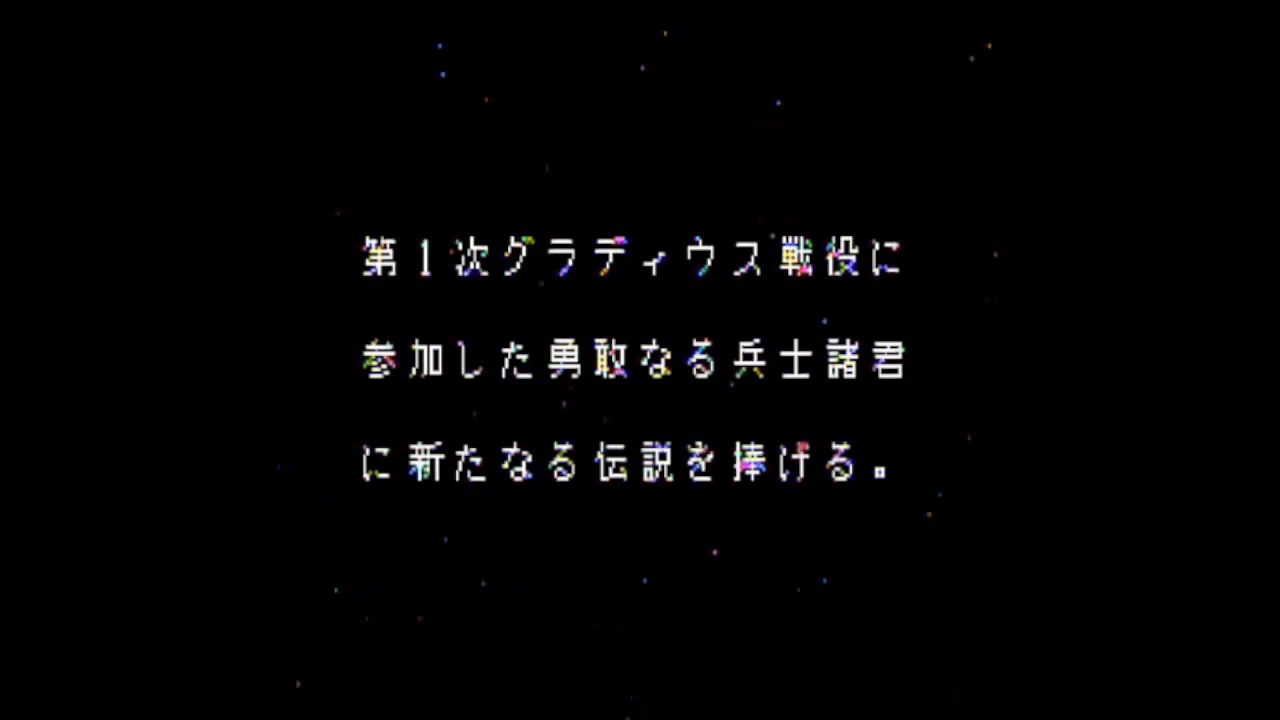 第1次グラディウス戦役に
参加した勇敢なる兵士諸君
に新たなる伝説を捧げる。